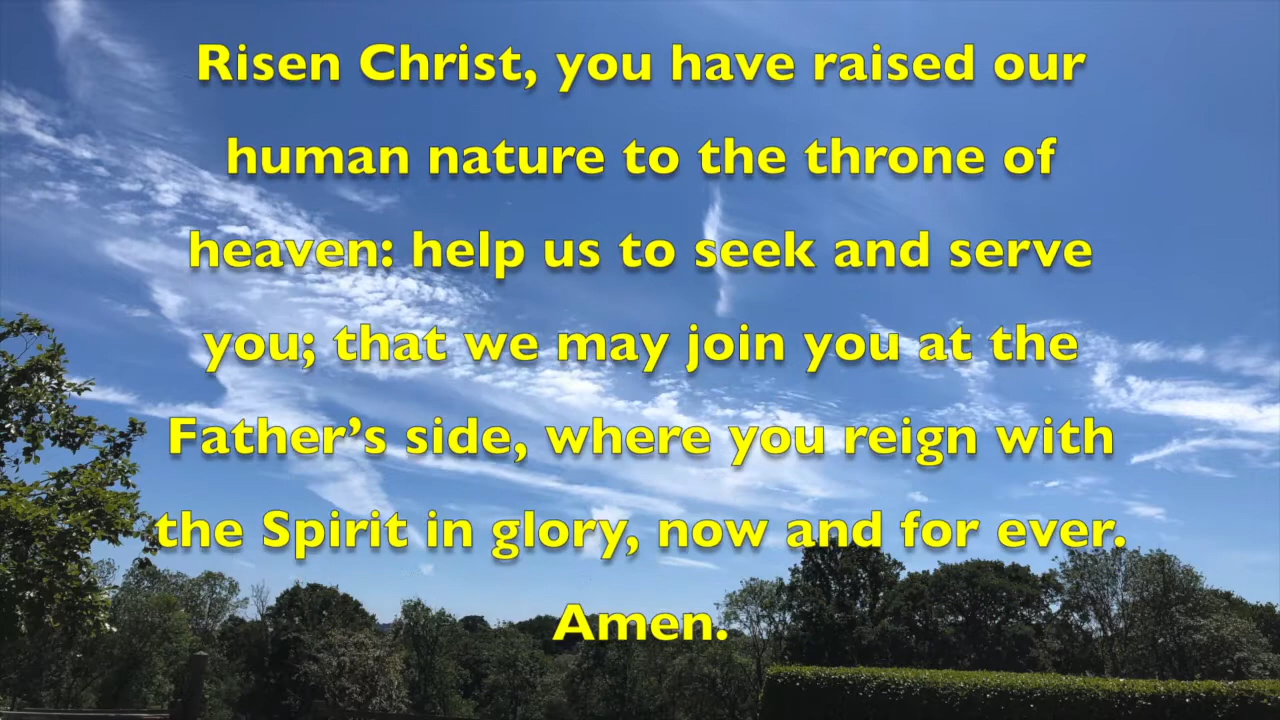 Risen Christ, you have raised our
human nature to the throne of
heaven: help us to seek and serve
you; that we may join you at the
Father’s side, where you reign with
the Spirit in glory, now and for ever.
Amen.